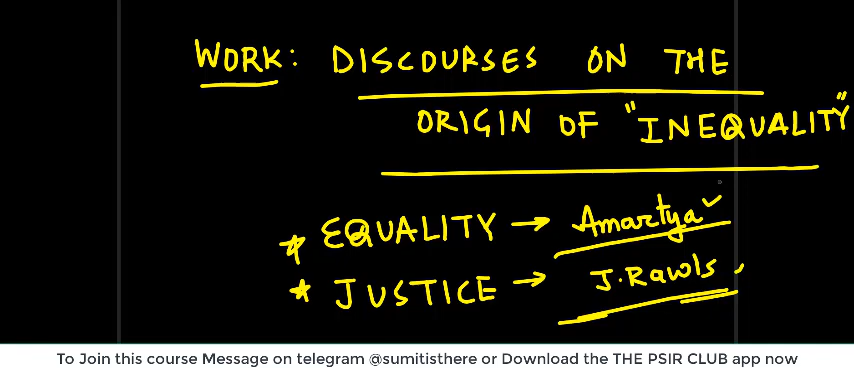 WORK: DISCOURSES ON THE
ORIGIN OF "INEQUALITY"
* EQUALITY → Amartya ✓
* JUSTICE → J. Rawls
To Join this course Message on telegram @sumitisthere or Download the THE PSIR CLUB app now